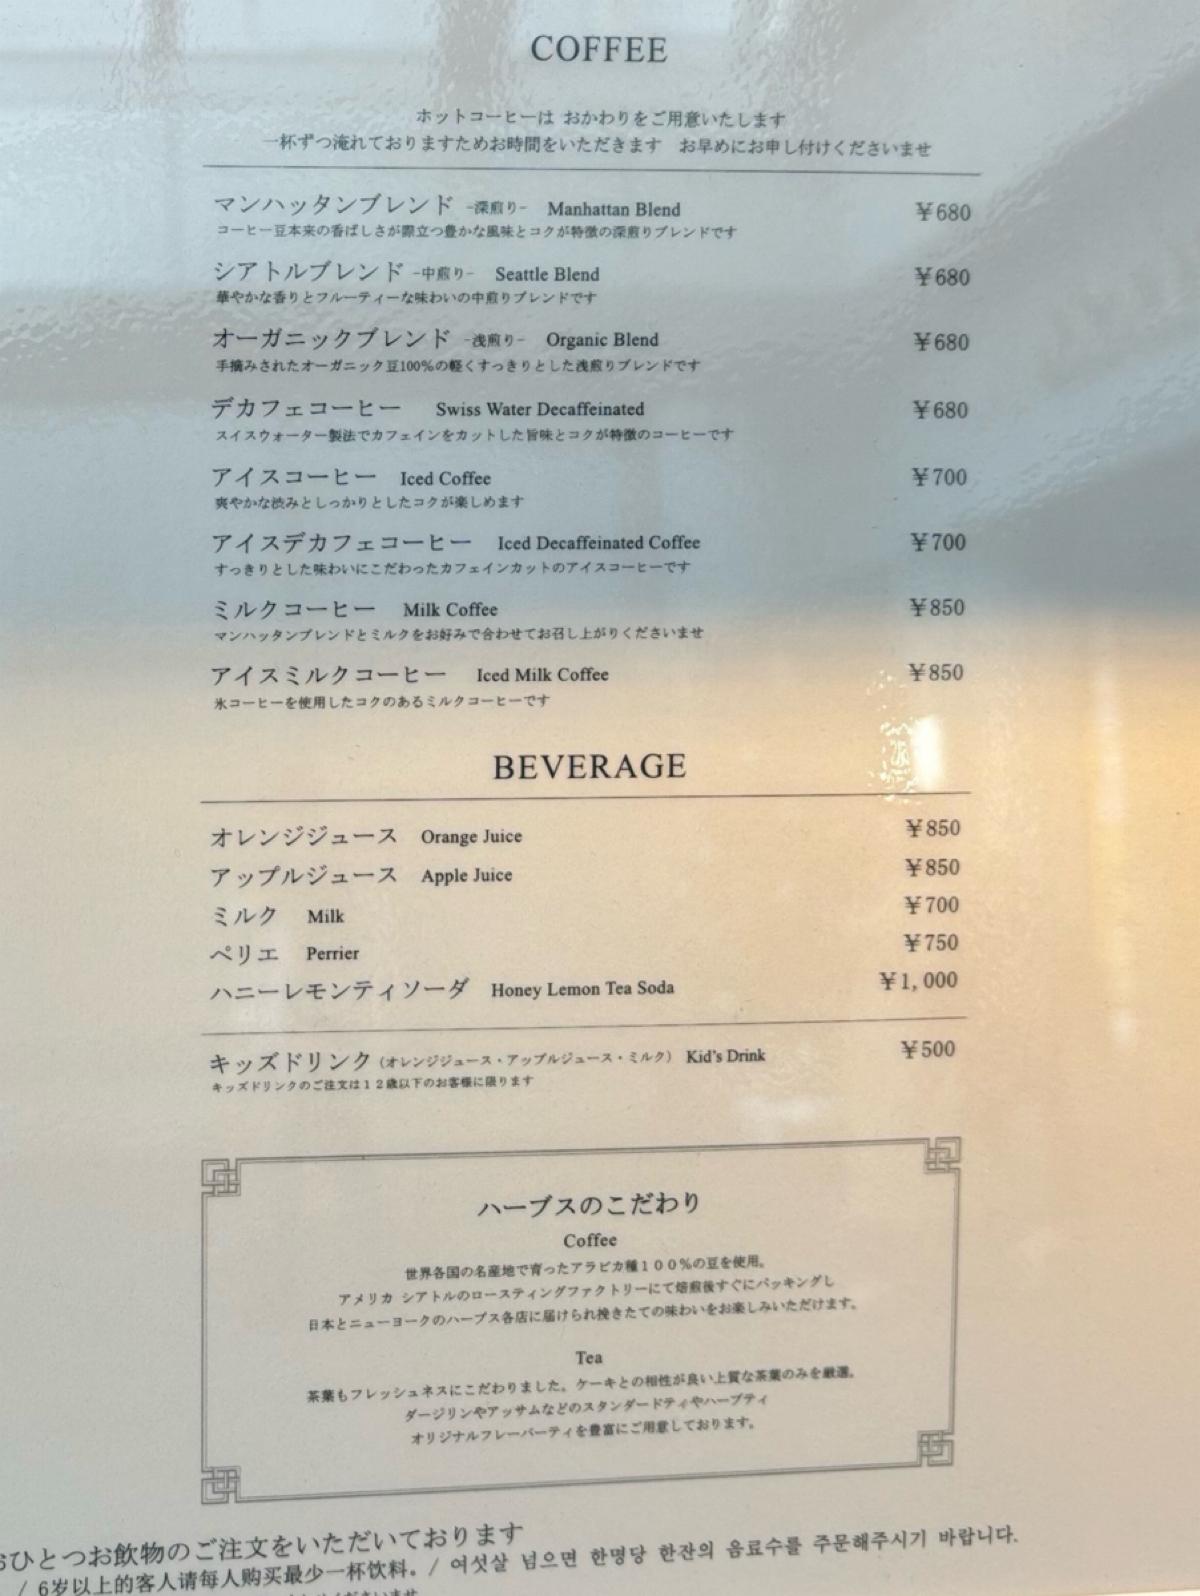 COFFEE
ホットコーヒーは おかわりをご用意いたします
一杯ずつ淹れておりますためお時間をいただきます お早めにお申し付けくださいませ
マンハッタンブレンド -深煎り- Manhattan Blend ¥680
コーヒー豆本来の香ばしさが際立つ豊かな風味とコクが特徴の深煎りブレンドです
シアトルブレンド -中煎り- Seattle Blend ¥680
華やかな香りとフルーティーな味わいの中煎りブレンドです
オーガニックブレンド -浅煎り- Organic Blend ¥680
手摘みされたオーガニック豆100%の軽くすっきりとした浅煎りブレンドです
デカフェコーヒー Swiss Water Decaffeinated ¥680
スイスウォーター製法でカフェインをカットした旨味とコクが特徴のコーヒーです
アイスコーヒー Iced Coffee ¥700
爽やかな渋みとしっかりとしたコクが楽しめます
アイスデカフェコーヒー Iced Decaffeinated Coffee ¥700
すっきりとした味わいにこだわったカフェインカットのアイスコーヒーです
ミルクコーヒー Milk Coffee ¥850
マンハッタンブレンドとミルクをお好みで合わせてお召し上がりくださいませ
アイスミルクコーヒー Iced Milk Coffee ¥850
氷コーヒーを使用したコクのあるミルクコーヒーです
BEVERAGE
オレンジジュース Orange Juice ¥850
アップルジュース Apple Juice ¥850
ミルク Milk ¥700
ペリエ Perrier ¥750
ハニーレモンティソーダ Honey Lemon Tea Soda ¥1,000
キッズドリンク (オレンジジュース・アップルジュース・ミルク) Kid's Drink ¥500
キッズドリンクのご注文は12歳以下のお客様に限ります
ハーブスのこだわり
Coffee
世界各国の名産地で育ったアラビカ種100%の豆を使用。
アメリカ シアトルのロースティングファクトリーにて焙煎後すぐにパッキングし
日本とニューヨークのハーブス各店に届けられ挽きたての味わいをお楽しみいただけます。
Tea
茶葉もフレッシュネスにこだわりました。ケーキとの相性が良い上質な茶葉のみを厳選。
ダージリンやアッサムなどのスタンダードティやハーブティ
オリジナルフレーバーティを豊富にご用意しております。
おひとつお飲物のご注文をいただいております
/ 6岁以上的客人请每人购买最少一杯饮料。/ 여섯살 넘으면 한명당 한잔의 음료수를 주문해주시기 바랍니다.